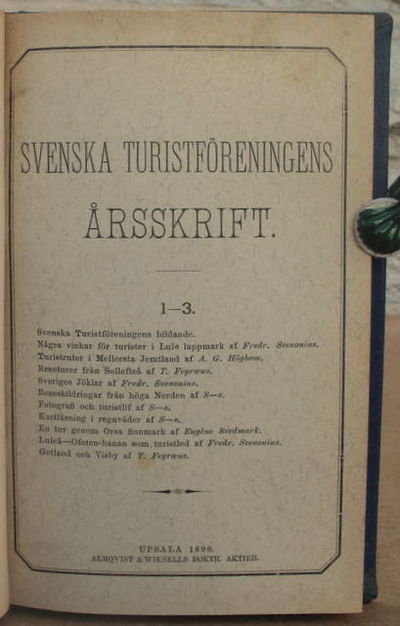 SVENSKA TURISTFÖRENINGENS
ÅRSSKRIFT.
1—3.
Svenska Turistföreningens bildande.
Några vinkar för turister i Lule lappmark af Fredr. Svenonius.
Turistruter i Mellersta Jemtland af A. G. Högbom.
Reseturer från Sollefteå af T. Fegræus.
Sveriges Jöklar af Fredr. Svenonius.
Reseskildringar från höga Norden af S—s.
Fotografi och turistlif af S—s.
Kartläsning i regnväder af S—s.
En tur genom Orsa finnmark af Eugène Svedmark.
Luleå—Ofoten-banan som turistled af Fredr. Svenonius.
Gotland och Visby af T. Fegræus.
UPSALA 1890.
ALMQVIST & WIKSELLS BOKTR. AKTIEB.